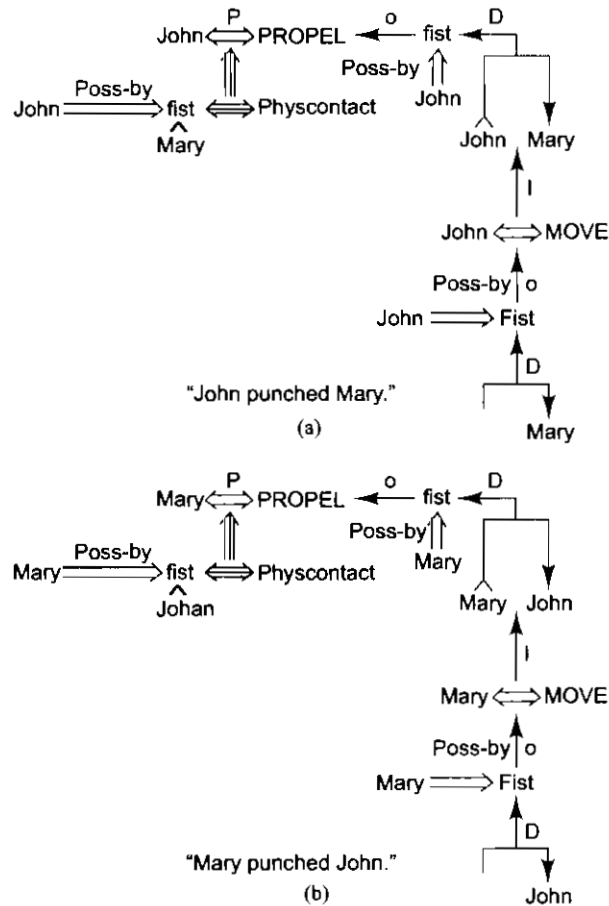 P o D
John PROPEL fist
Poss-by Poss-by
John fist Physcontact John
Mary John Mary
I
John MOVE
Poss-by o
John Fist
D
"John punched Mary."
Mary
(a)
P o D
Mary PROPEL fist
Poss-by Poss-by
Mary fist Physcontact Mary
Johan Mary John
I
Mary MOVE
Poss-by o
Mary Fist
D
"Mary punched John."
John
(b)